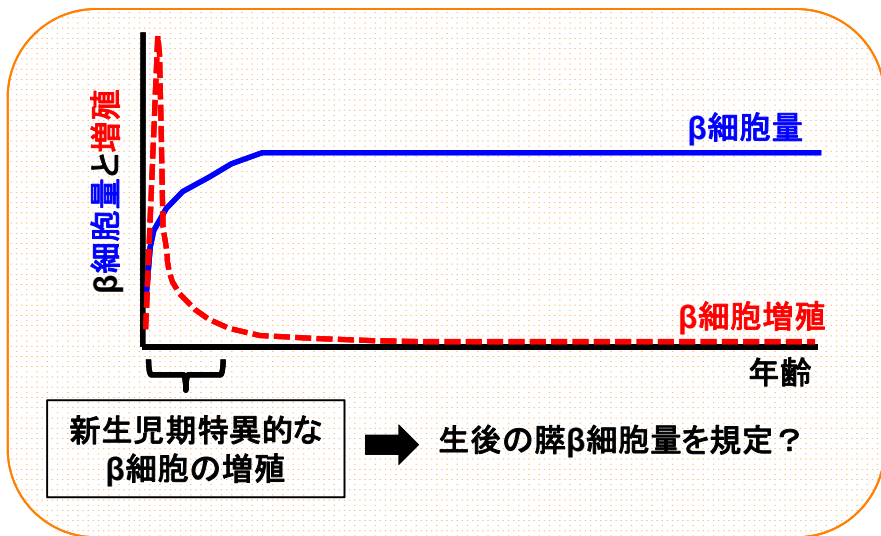 β細胞量と増殖
β細胞量
β細胞増殖
年齢
新生児期特異的な
β細胞の増殖
生後の膵β細胞量を規定？